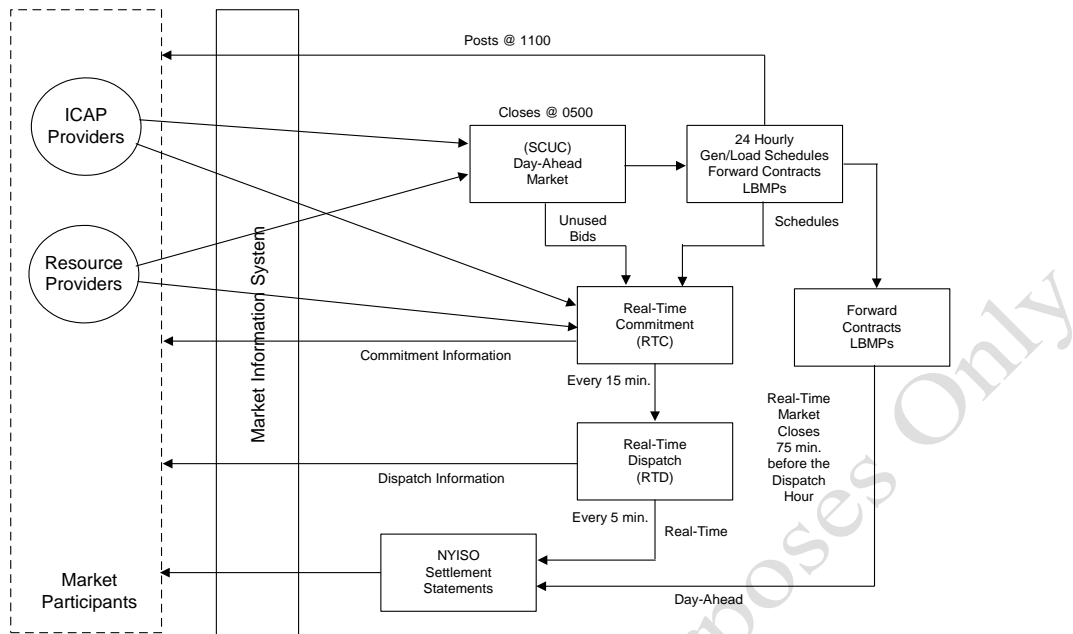 Posts @ 1100
ICAP
Providers
Closes @ 0500
(SCUC)
Day-Ahead
Market
24 Hourly
Gen/Load Schedules
Forward Contracts
LBMPs
Unused
Bids
Schedules
Resource
Providers
Market Information System
Real-Time
Commitment
(RTC)
Forward
Contracts
LBMPs
Commitment Information
Every 15 min.
Real-Time
Market
Closes
75 min.
before the
Dispatch
Hour
Real-Time
Dispatch
(RTD)
Dispatch Information
Every 5 min.
Real-Time
NYISO
Settlement
Statements
Day-Ahead
Market
Participants
Only